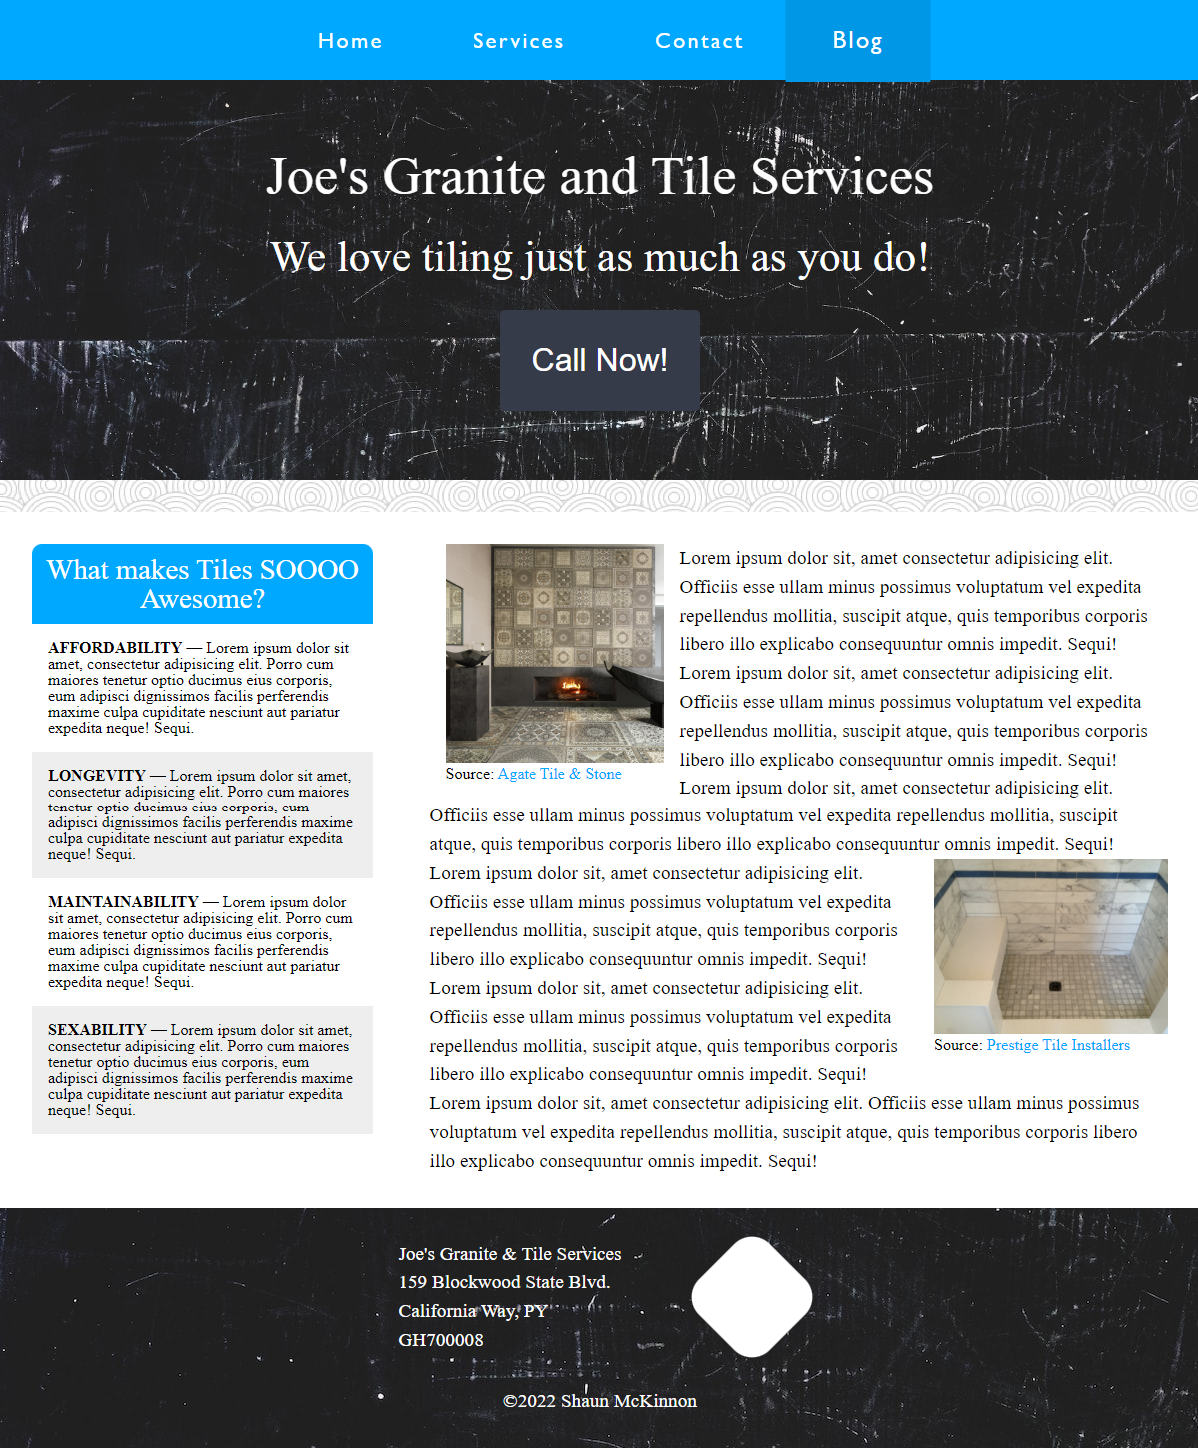 Home Services Contact Blog
Joe's Granite and Tile Services
We love tiling just as much as you do!
Call Now!
What makes Tiles SOOOO
Awesome?
AFFORDABILITY — Lorem ipsum dolor sit
amet, consectetur adipisicing elit. Porro cum
maiores tenetur optio ducimus eius corporis,
eum adipisci dignissimos facilis perferendis
maxime culpa cupiditate nesciunt aut pariatur
expedita neque! Sequi.
LONGEVITY — Lorem ipsum dolor sit amet,
consectetur adipisicing elit. Porro cum maiores
tenetur optio ducimus eius corporis, eum
adipisci dignissimos facilis perferendis maxime
culpa cupiditate nesciunt aut pariatur expedita
neque! Sequi.
MAINTAINABILITY — Lorem ipsum dolor
sit amet, consectetur adipisicing elit. Porro cum
maiores tenetur optio ducimus eius corporis,
eum adipisci dignissimos facilis perferendis
maxime culpa cupiditate nesciunt aut pariatur
expedita neque! Sequi.
SEXABILITY — Lorem ipsum dolor sit amet,
consectetur adipisicing elit. Porro cum maiores
tenetur optio ducimus eius corporis, eum
adipisci dignissimos facilis perferendis maxime
culpa cupiditate nesciunt aut pariatur expedita
neque! Sequi.
Source: Agate Tile & Stone
Lorem ipsum dolor sit, amet consectetur adipisicing elit.
Officiis esse ullam minus possimus voluptatum vel expedita
repellendus mollitia, suscipit atque, quis temporibus corporis
libero illo explicabo consequuntur omnis impedit. Sequi!
Lorem ipsum dolor sit, amet consectetur adipisicing elit.
Officiis esse ullam minus possimus voluptatum vel expedita
repellendus mollitia, suscipit atque, quis temporibus corporis
libero illo explicabo consequuntur omnis impedit. Sequi!
Lorem ipsum dolor sit, amet consectetur adipisicing elit.
Officiis esse ullam minus possimus voluptatum vel expedita repellendus mollitia, suscipit
atque, quis temporibus corporis libero illo explicabo consequuntur omnis impedit. Sequi!
Lorem ipsum dolor sit, amet consectetur adipisicing elit.
Officiis esse ullam minus possimus voluptatum vel expedita
repellendus mollitia, suscipit atque, quis temporibus corporis
libero illo explicabo consequuntur omnis impedit. Sequi!
Lorem ipsum dolor sit, amet consectetur adipisicing elit.
Officiis esse ullam minus possimus voluptatum vel expedita
repellendus mollitia, suscipit atque, quis temporibus corporis
libero illo explicabo consequuntur omnis impedit. Sequi!
Source: Prestige Tile Installers
Lorem ipsum dolor sit, amet consectetur adipisicing elit. Officiis esse ullam minus possimus
voluptatum vel expedita repellendus mollitia, suscipit atque, quis temporibus corporis libero
illo explicabo consequuntur omnis impedit. Sequi!
Joe's Granite & Tile Services
159 Blockwood State Blvd.
California Way, PY
GH700008
©2022 Shaun McKinnon